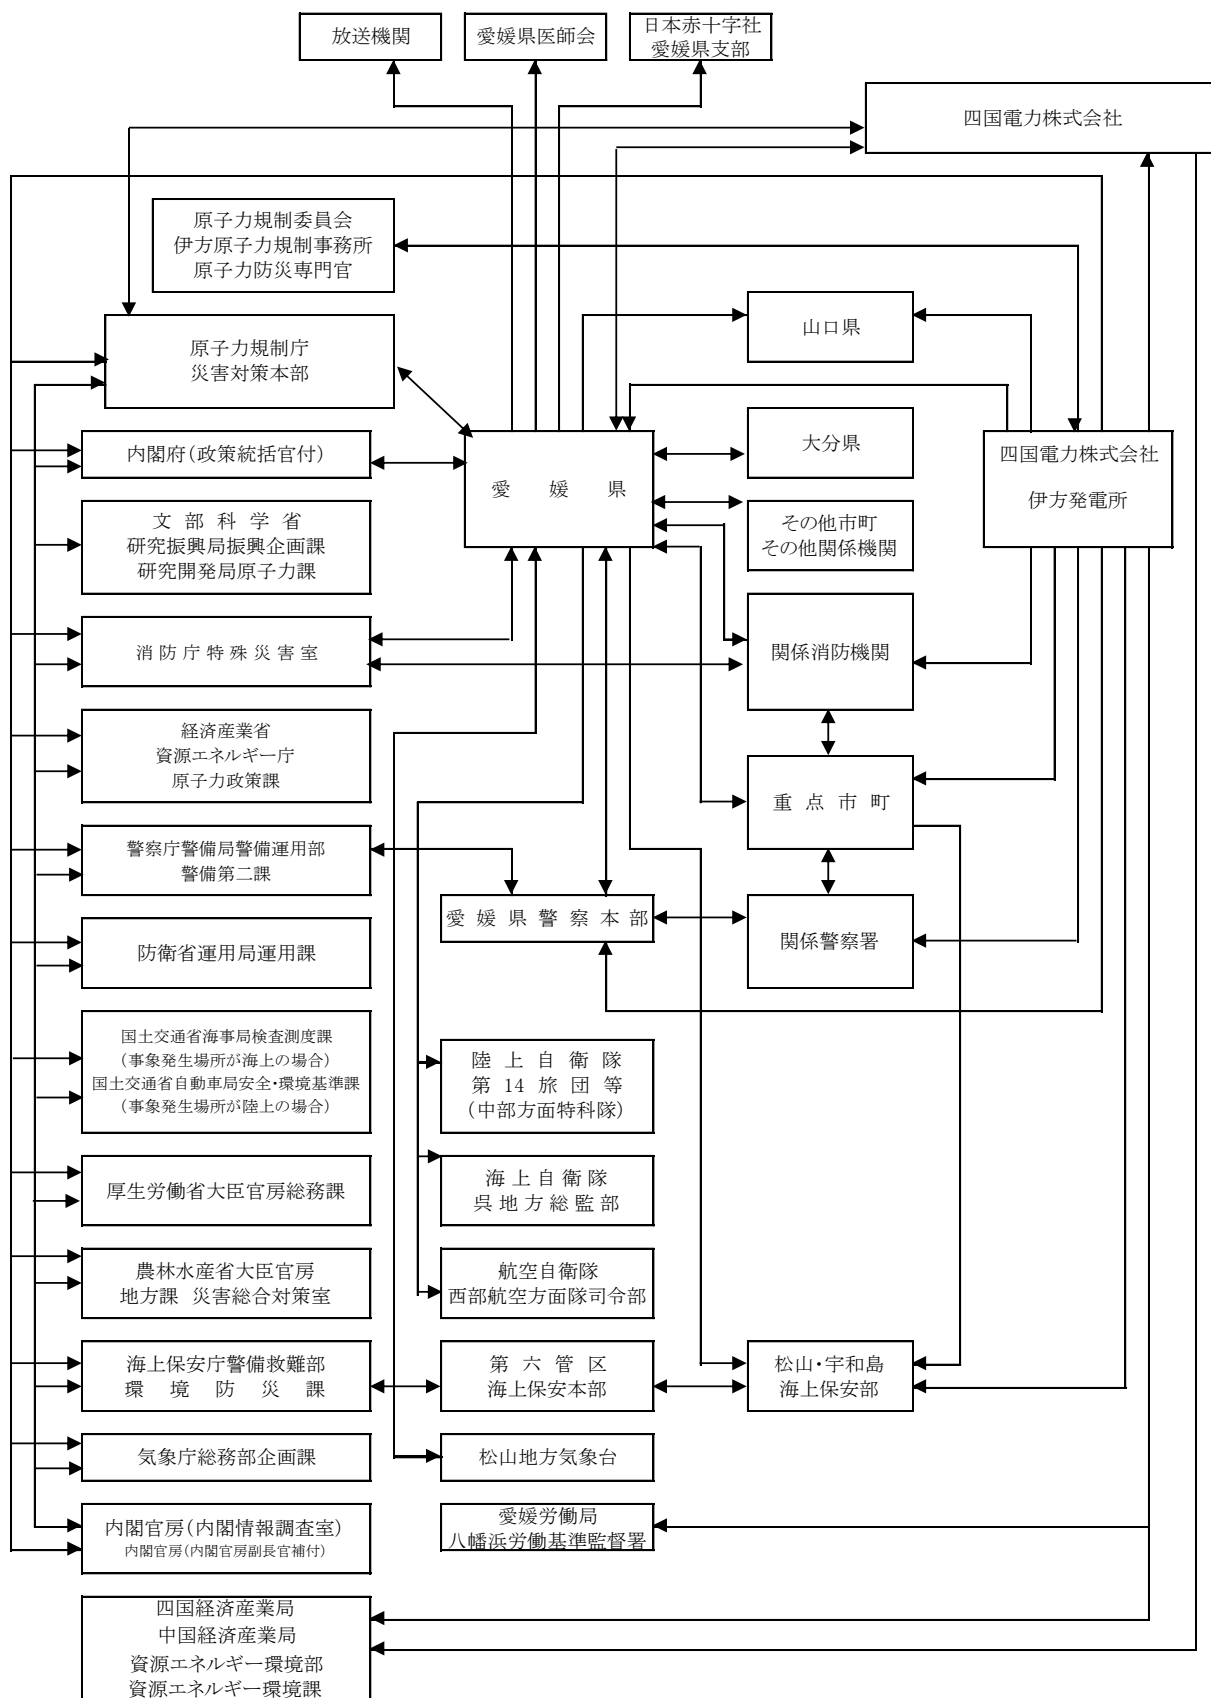 放送機関
愛媛県医師会
日本赤十字社
愛媛県支部
四国電力株式会社
原子力規制委員会
伊方原子力規制事務所
原子力防災専門官
山口県
原子力規制庁
災害対策本部
大分県
四国電力株式会社
伊方発電所
内閣府(政策統括官付)
愛媛県
その他市町
その他関係機関
文部科学省
研究振興局振興企画課
研究開発局原子力課
消防庁特殊災害室
関係消防機関
経済産業省
資源エネルギー庁
原子力政策課
重点市町
警察庁警備局警備運用部
警備第二課
愛媛県警察本部
関係警察署
防衛省運用局運用課
国土交通省海事局検査測度課
(事象発生場所が海上の場合)
国土交通省自動車局安全・環境基準課
(事象発生場所が陸上の場合)
陸上自衛隊
第14旅団等
(中部方面特科隊)
厚生労働省大臣官房総務課
海上自衛隊
呉地方総監部
農林水産省大臣官房
地方課 災害総合対策室
航空自衛隊
西部航空方面隊司令部
海上保安庁警備救難部
環境防災課
第六管区
海上保安本部
松山・宇和島
海上保安部
気象庁総務部企画課
松山地方気象台
内閣官房(内閣情報調査室)
内閣官房(内閣官房副長官補付)
愛媛労働局
八幡浜労働基準監督署
四国経済産業局
中国経済産業局
資源エネルギー環境部
資源エネルギー環境課